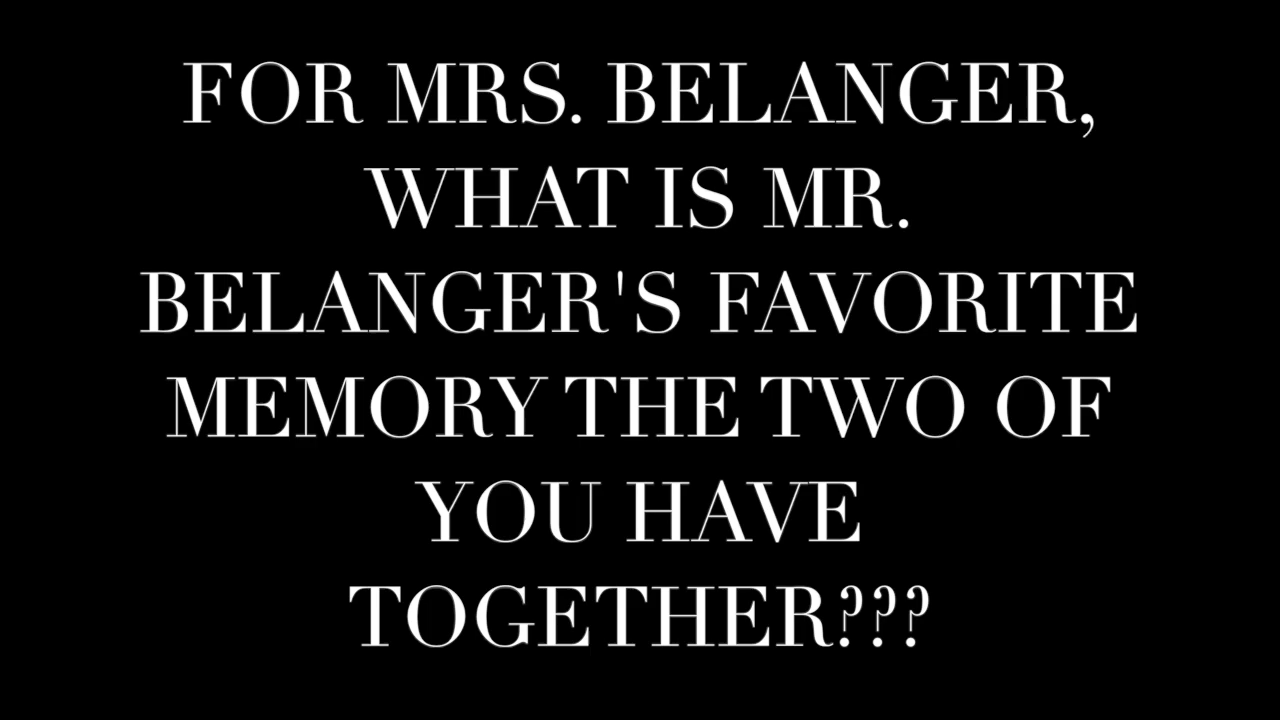 FOR MRS. BELANGER,
WHAT IS MR.
BELANGER'S FAVORITE
MEMORY THE TWO OF
YOU HAVE
TOGETHER???